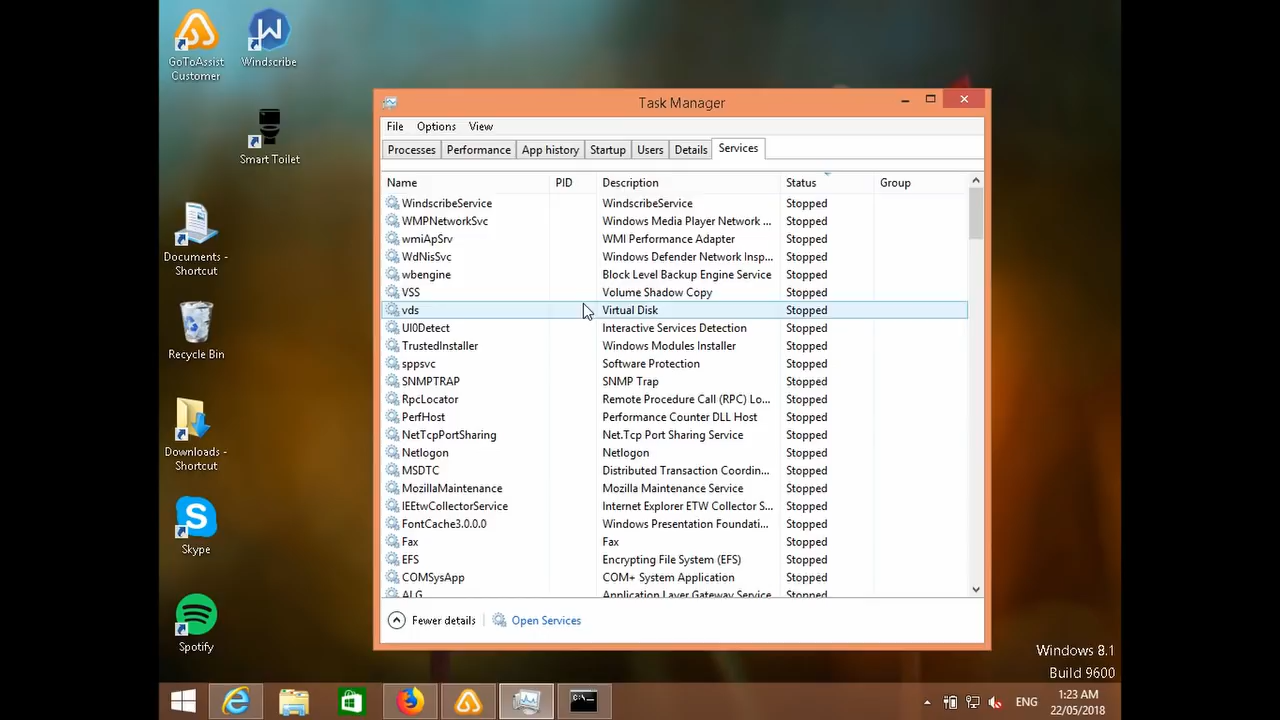 GoToAssist
Customer
Windscribe
Smart Toilet
Documents -
Shortcut
Recycle Bin
Downloads -
Shortcut
Skype
Spotify
Task Manager
File Options View
Processes Performance App history Startup Users Details Services
Name PID Description Status Group
WindscribeService WindscribeService Stopped
WMPNetworkSvc Windows Media Player Network ... Stopped
wmiApSrv WMI Performance Adapter Stopped
WdNisSvc Windows Defender Network Insp... Stopped
wbengine Block Level Backup Engine Service Stopped
VSS Volume Shadow Copy Stopped
vds Virtual Disk Stopped
UI0Detect Interactive Services Detection Stopped
TrustedInstaller Windows Modules Installer Stopped
sppsvc Software Protection Stopped
SNMPTRAP SNMP Trap Stopped
RpcLocator Remote Procedure Call (RPC) Lo... Stopped
PerfHost Performance Counter DLL Host Stopped
NetTcpPortSharing Net.Tcp Port Sharing Service Stopped
Netlogon Netlogon Stopped
MSDTC Distributed Transaction Coordin... Stopped
MozillaMaintenance Mozilla Maintenance Service Stopped
IEEtwCollectorService Internet Explorer ETW Collector S... Stopped
FontCache3.0.0.0 Windows Presentation Foundati... Stopped
Fax Fax Stopped
EFS Encrypting File System (EFS) Stopped
COMSysApp COM+ System Application Stopped
ALG Application Layer Gateway Service Stopped
Fewer details Open Services
Windows 8.1
Build 9600
ENG
1:23 AM
22/05/2018